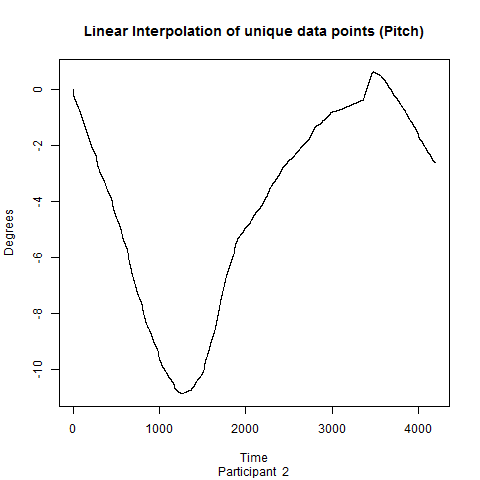 Linear Interpolation of unique data points (Pitch)
Degrees
0
-2
-4
-6
-8
-10
0 1000 2000 3000 4000
Time
Participant 2